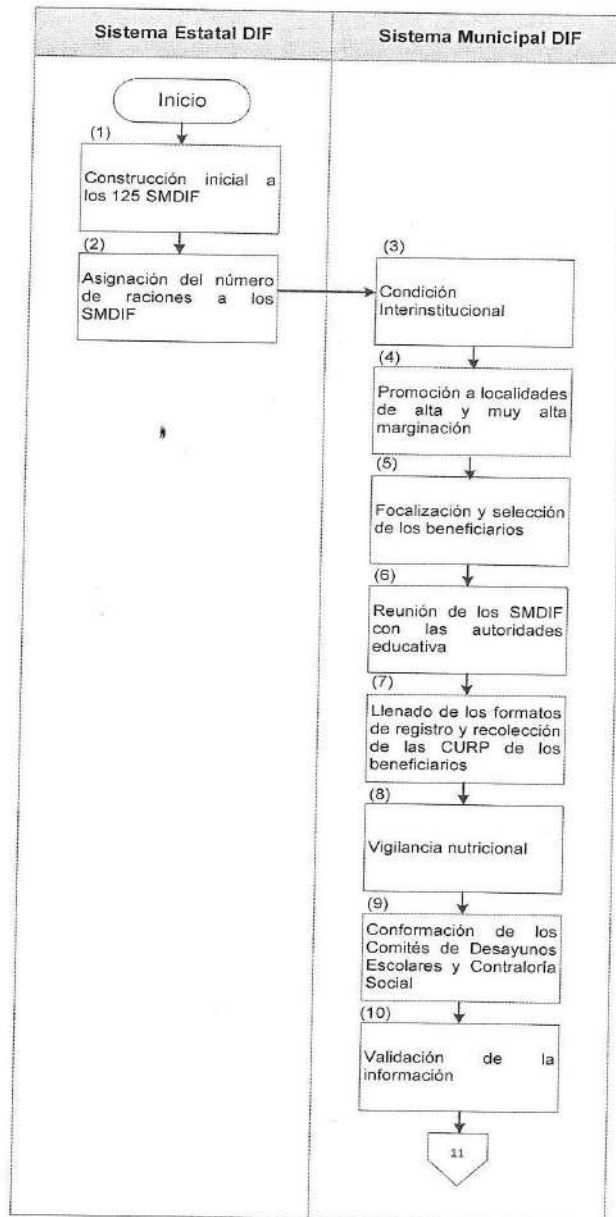 Sistema Estatal DIF
Sistema Municipal DIF
Inicio
(1)
Construcción inicial a
los 125 SMDIF
(2)
Asignación del número
de raciones a los
SMDIF
(3)
Condición
Interinstitucional
(4)
Promoción a localidades
de alta y muy alta
marginación
(5)
Focalización y selección
de los beneficiarios
(6)
Reunión de los SMDIF
con las autoridades
educativa
(7)
Llenado de los formatos
de registro y recolección
de las CURP de los
beneficiarios
(8)
Vigilancia nutricional
(9)
Conformación de los
Comités de Desayunos
Escolares y Contraloría
Social
(10)
Validación de la
información
11